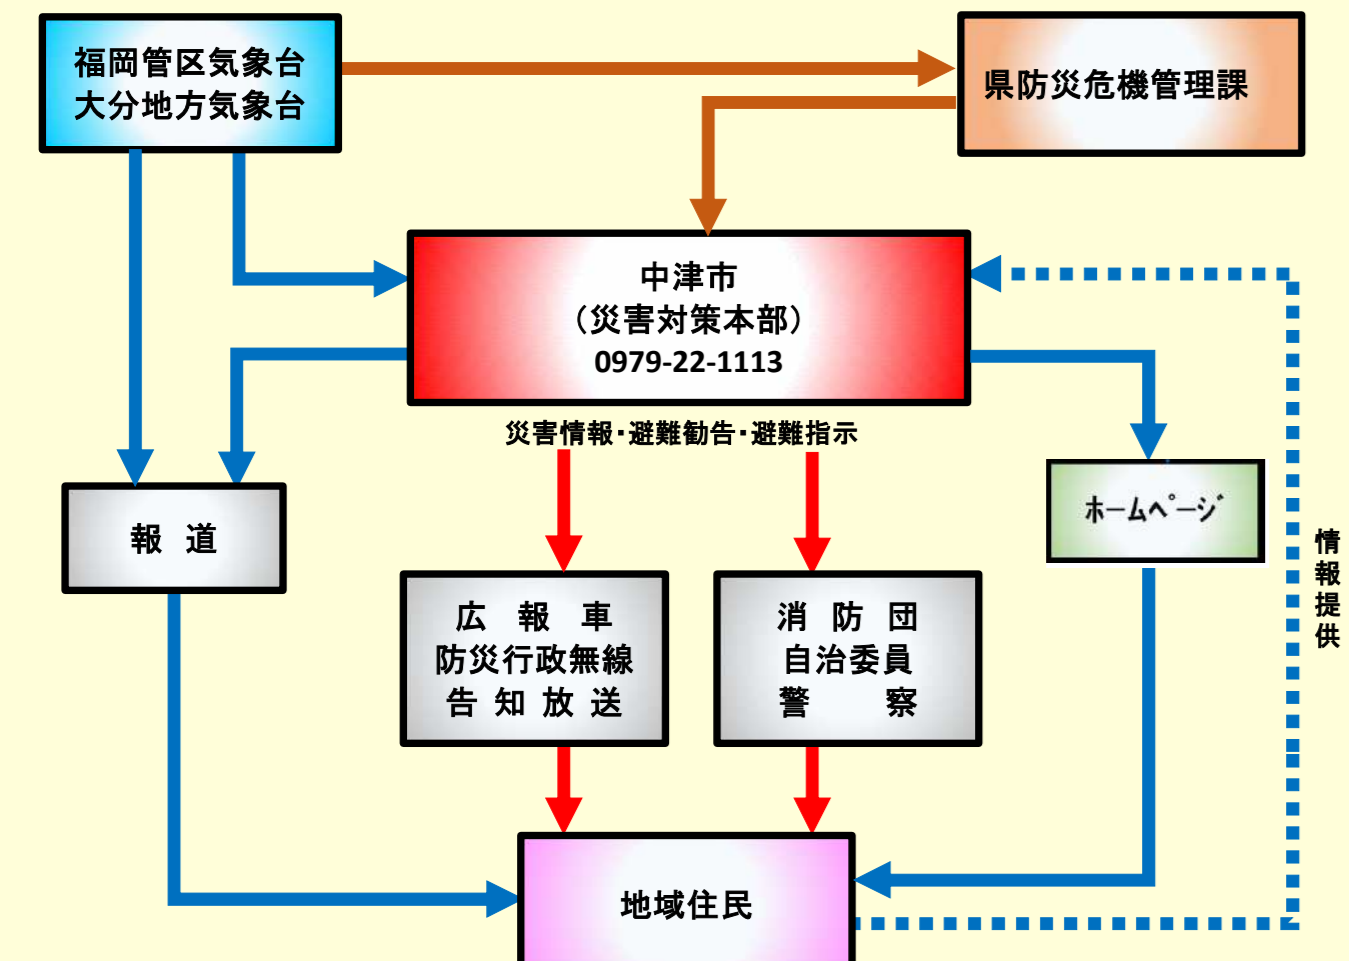 福岡管区気象台
大分地方気象台
県防災危機管理課
中津市
（災害対策本部）
0979-22-1113
災害情報・避難勧告・避難指示
報 道
ﾎｰﾑﾍﾟｰｼﾞ
情報提供
広 報 車
防災行政無線
告 知 放 送
消 防 団
自治委員
警 察
地域住民